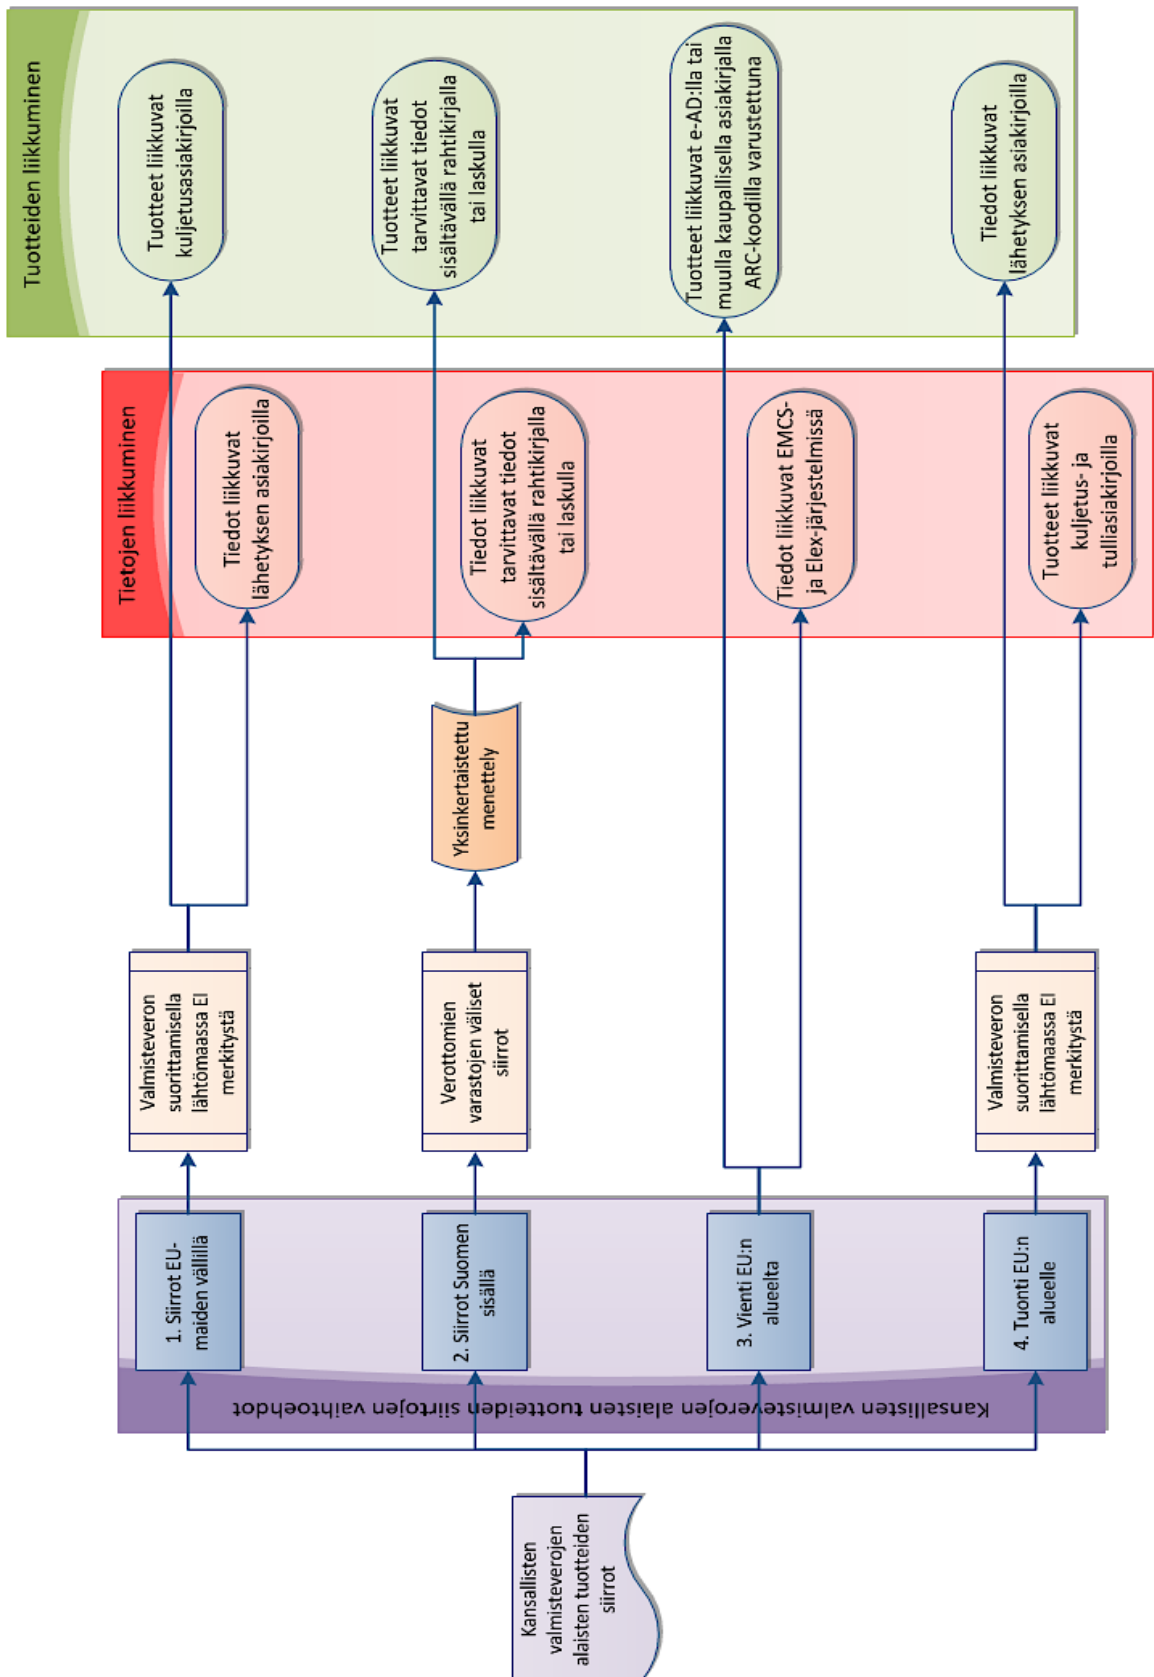 Kansallisten
valmisteverojen
alaisten tuotteiden
siirrot
Kansallisten valmisteverojen alaisten tuotteiden siirtojen vaihtoehdot
1. Siirrot EU-
maiden välillä
Valmisteveron
suorittamisella
lähtömaassa EI
merkitystä
2. Siirrot Suomen
sisällä
Verottomien
varastojen väliset
siirrot
Yksinkertaistettu
menettely
3. Vienti EU:n
alueelta
4. Tuonti EU:n
alueelle
Valmisteveron
suorittamisella
lähtömaassa EI
merkitystä
Tietojen liikkuminen
Tiedot liikkuvat
lähetyksen asiakirjoilla
Tiedot liikkuvat
tarvittavat tiedot
sisältävällä rahtikirjalla
tai laskulla
Tiedot liikkuvat EMCS-
ja Elex-järjestelmissä
Tuotteet liikkuvat
kuljetus- ja
tulliasiakirjoilla
Tuotteiden liikkuminen
Tuotteet liikkuvat
kuljetusasiakirjoilla
Tuotteet liikkuvat
tarvittavat tiedot
sisältävällä rahtikirjalla
tai laskulla
Tuotteet liikkuvat e-AD:lla tai
muulla kaupallisella asiakirjalla
ARC-koodilla varustettuna
Tiedot liikkuvat
lähetyksen asiakirjoilla